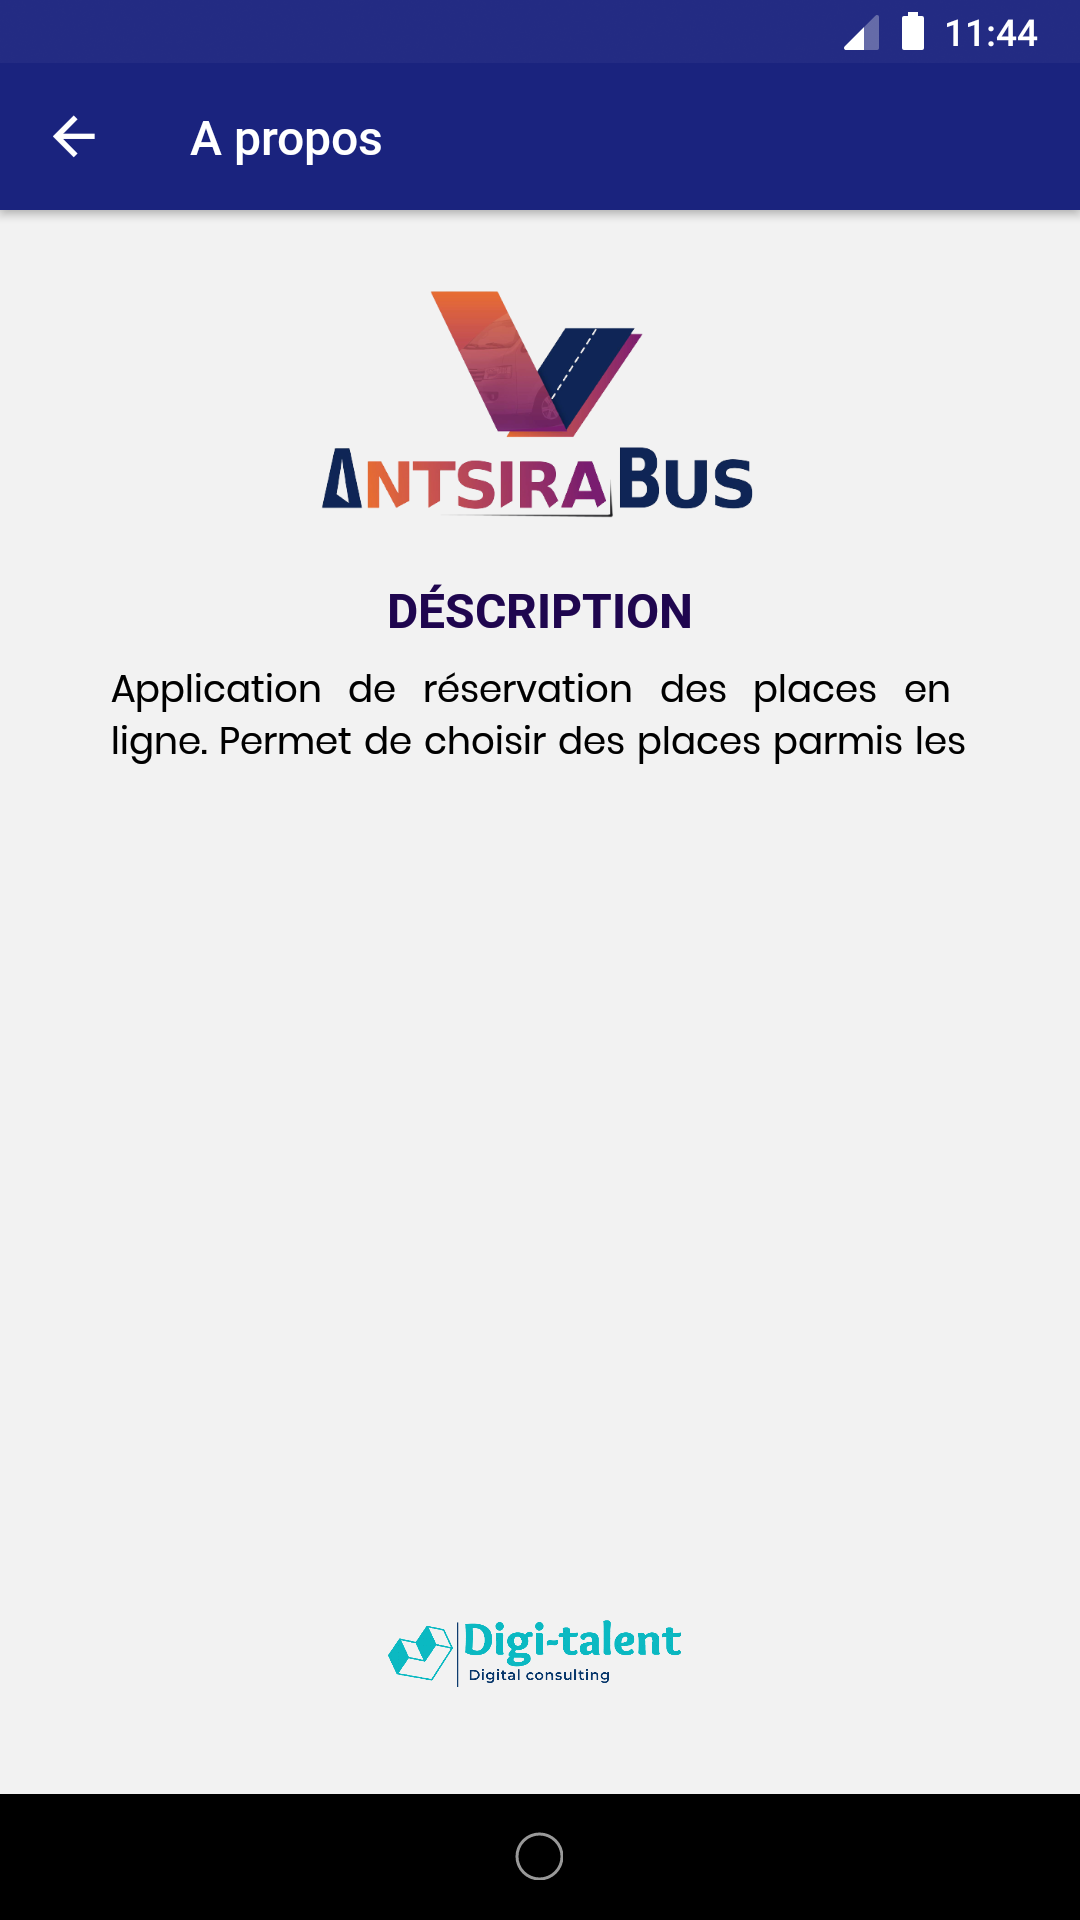 11:44
A propos
ANTSIRABUS
DÉSCRIPTION
Application de réservation des places en
ligne. Permet de choisir des places parmis les
Digi-talent
Digital consulting